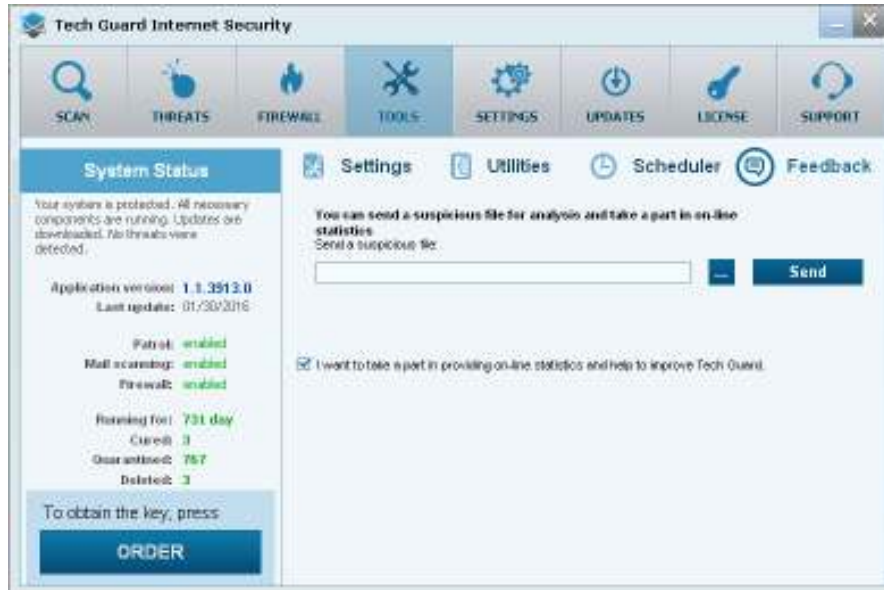 Tech Guard Internet Security
SCAN
THREATS
FIREWALL
TOOLS
SETTINGS
UPDATES
LICENSE
SUPPORT
System Status
Your system is protected. All necessary
components are running. Updates are
downloaded. No threats were
detected.
Application version: 1.1.3913.0
Last update: 01/30/2016
Patrol: enabled
Mail scanning: enabled
Firewall: enabled
Running for: 731 day
Cured: 3
Quarantined: 767
Deleted: 3
To obtain the key, press
ORDER
Settings
Utilities
Scheduler
Feedback
You can send a suspicious file for analysis and take a part in on-line
statistics
Send a suspicious file:
...
Send
I want to take a part in providing on-line statistics and help to improve Tech Guard.